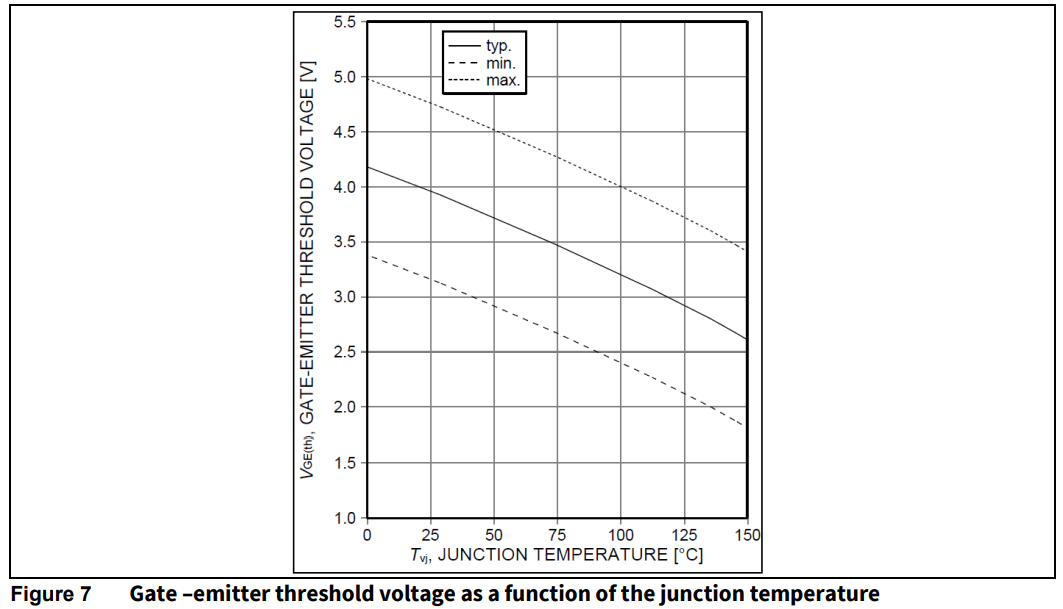 5.5
typ.
min.
max.
5.0
4.5
4.0
3.5
3.0
2.5
2.0
1.5
1.0
VGE(th), GATE-EMITTER THRESHOLD VOLTAGE [V]
0 25 50 75 100 125 150
Tvj, JUNCTION TEMPERATURE [°C]
Figure 7 Gate –emitter threshold voltage as a function of the junction temperature